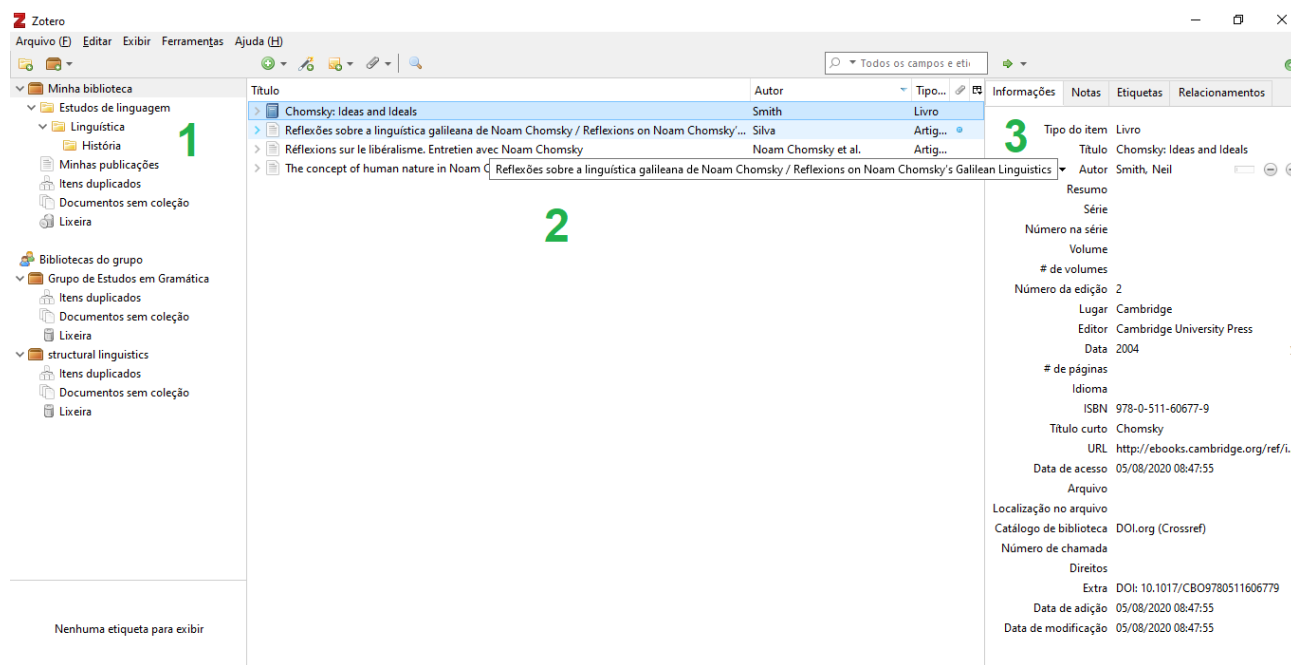 Zotero
Arquivo (F) Editar Exibir Ferramentas Ajuda (H)
Todos os campos e eti
Minha biblioteca
Estudos de linguagem
Linguística
História
Minhas publicações
Itens duplicados
Documentos sem coleção
Lixeira
Bibliotecas do grupo
Grupo de Estudos em Gramática
Itens duplicados
Documentos sem coleção
Lixeira
structural linguistics
Itens duplicados
Documentos sem coleção
Lixeira
Nenhuma etiqueta para exibir
1
Título Autor Tipo...
Chomsky: Ideas and Ideals Smith Livro
Reflexões sobre a linguística galileana de Noam Chomsky / Reflexions on Noam Chomsky'... Silva Artig...
Réflexions sur le libéralisme. Entretien avec Noam Chomsky Noam Chomsky et al. Artig...
The concept of human nature in Noam C
Reflexões sobre a linguística galileana de Noam Chomsky / Reflexions on Noam Chomsky's Galilean Linguistics
2
Informações Notas Etiquetas Relacionamentos
3
Tipo do item Livro
Título Chomsky: Ideas and Ideals
Autor Smith, Neil
Resumo
Série
Número na série
Volume
# de volumes
Número da edição 2
Lugar Cambridge
Editor Cambridge University Press
Data 2004
# de páginas
Idioma
ISBN 978-0-511-60677-9
Título curto Chomsky
URL http://ebooks.cambridge.org/ref/i...
Data de acesso 05/08/2020 08:47:55
Arquivo
Localização no arquivo
Catálogo de biblioteca DOI.org (Crossref)
Número de chamada
Direitos
Extra DOI: 10.1017/CBO9780511606779
Data de adição 05/08/2020 08:47:55
Data de modificação 05/08/2020 08:47:55